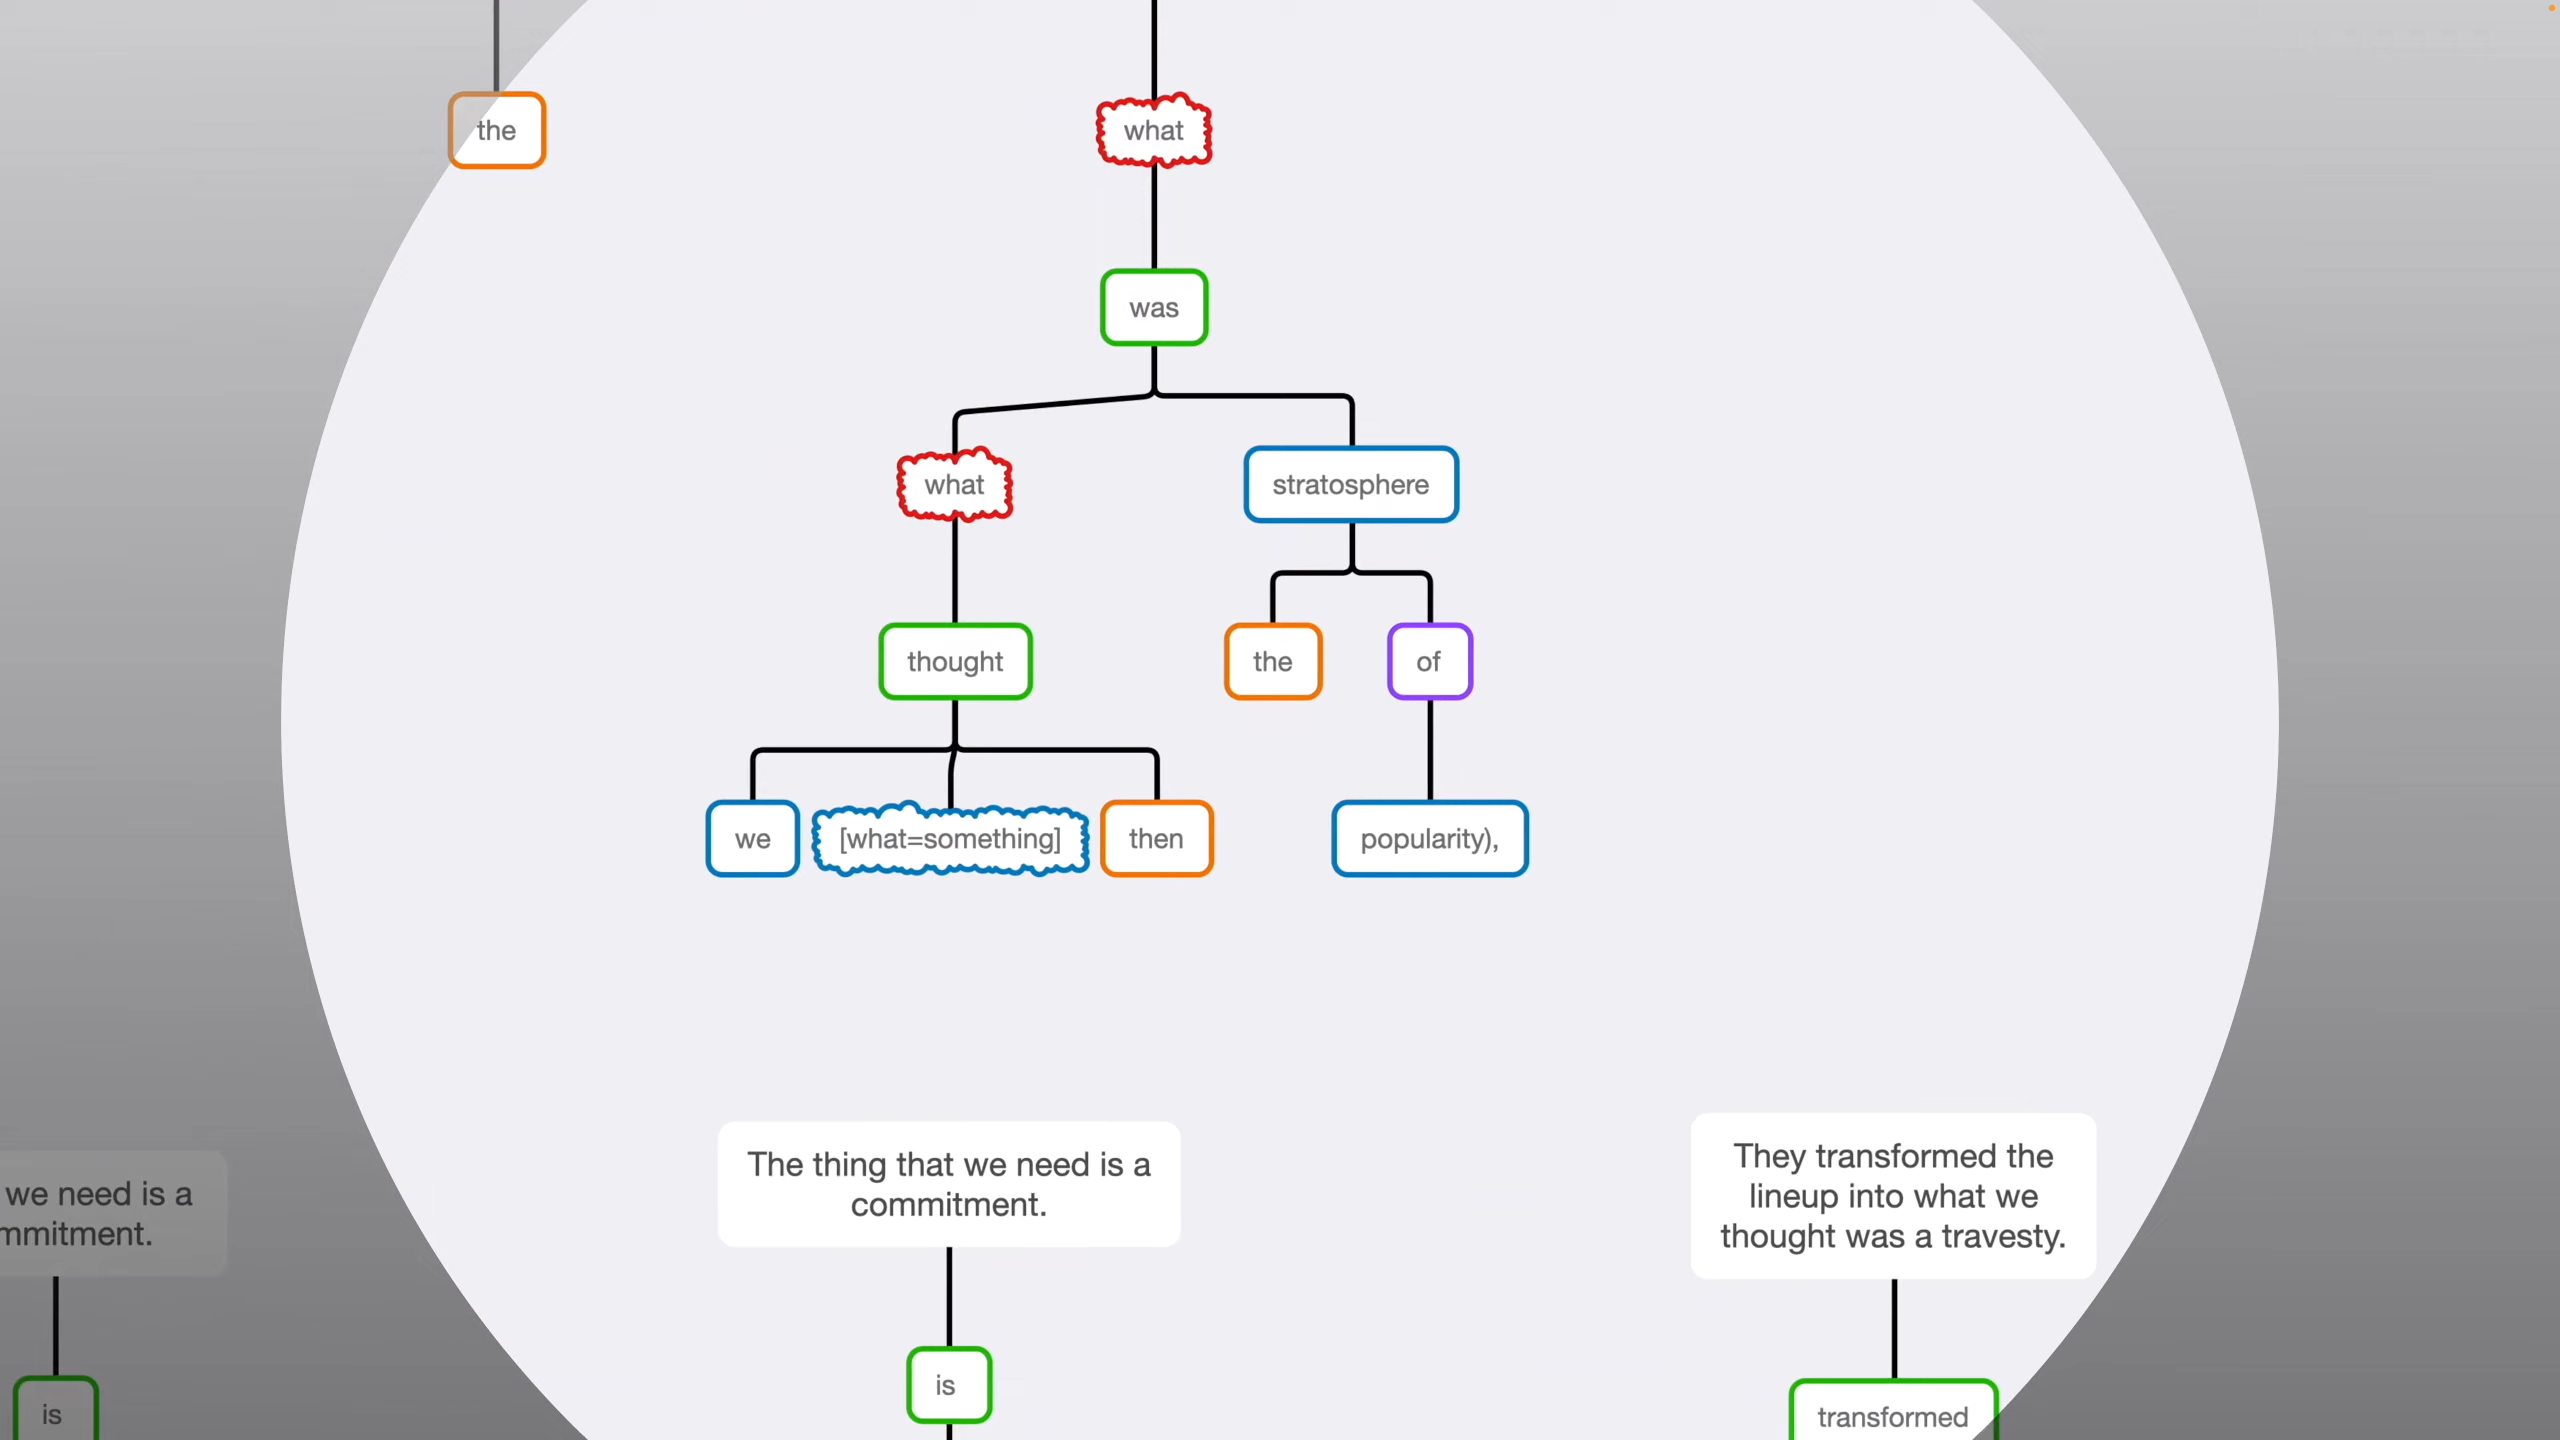 the
what
was
what
stratosphere
thought
the
of
we
[what=something]
then
popularity),
we need is a
mmitment.
is
The thing that we need is a
commitment.
is
They transformed the
lineup into what we
thought was a travesty.
transformed